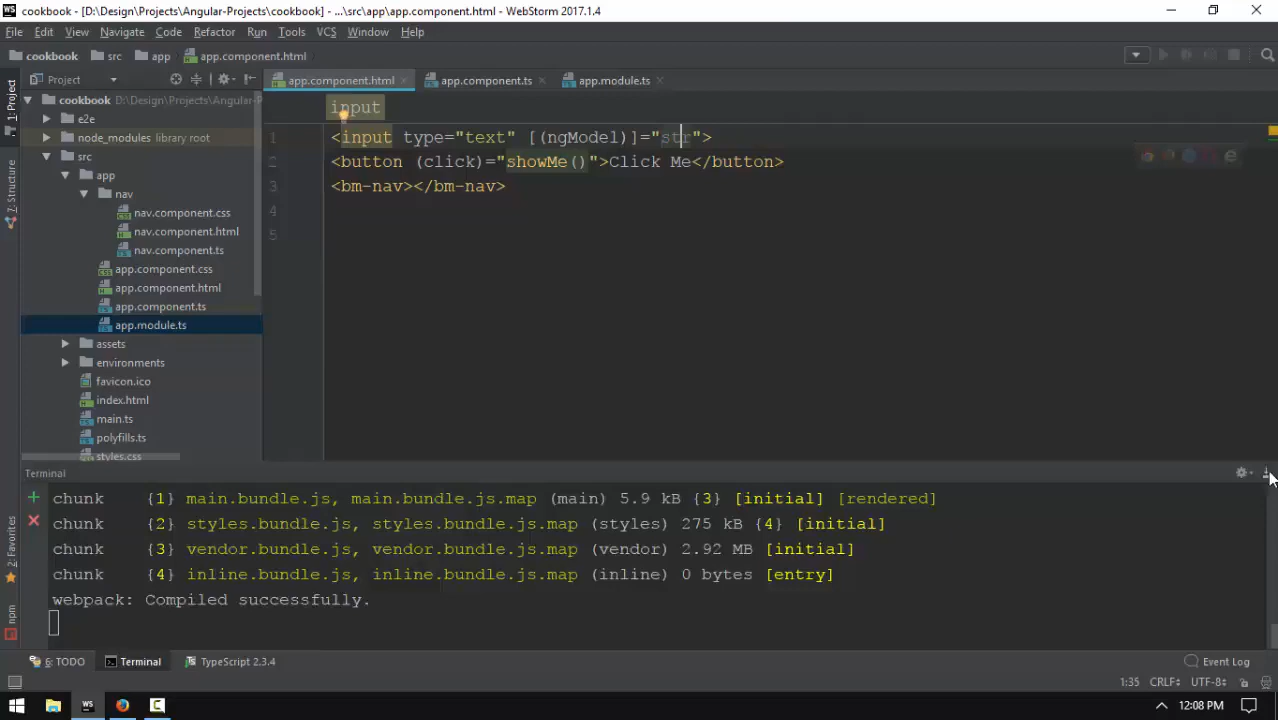 WS cookbook - [D:\Design\Projects\Angular-Projects\cookbook] - ...\src\app\app.component.html - WebStorm 2017.1.4
File Edit View Navigate Code Refactor Run Tools VCS Window Help
cookbook src app app.component.html
1: Project
Project
app.component.html app.component.ts app.module.ts
cookbook D:\Design\Projects\Angular-P
e2e
node_modules library root
src
app
nav
nav.component.css
nav.component.html
nav.component.ts
app.component.css
app.component.html
app.component.ts
app.module.ts
assets
environments
favicon.ico
index.html
main.ts
polyfills.ts
styles.css
7: Structure
2: Favorites
npm
input
1 <input type="text" [(ngModel)]="str">
2 <button (click)="showMe()">Click Me</button>
3 <bm-nav></bm-nav>
4
5
Terminal
chunk {1} main.bundle.js, main.bundle.js.map (main) 5.9 kB {3} [initial] [rendered]
chunk {2} styles.bundle.js, styles.bundle.js.map (styles) 275 kB {4} [initial]
chunk {3} vendor.bundle.js, vendor.bundle.js.map (vendor) 2.92 MB [initial]
chunk {4} inline.bundle.js, inline.bundle.js.map (inline) 0 bytes [entry]
webpack: Compiled successfully.
6: TODO Terminal TypeScript 2.3.4 Event Log
1:35 CRLF UTF-8
WS 12:08 PM